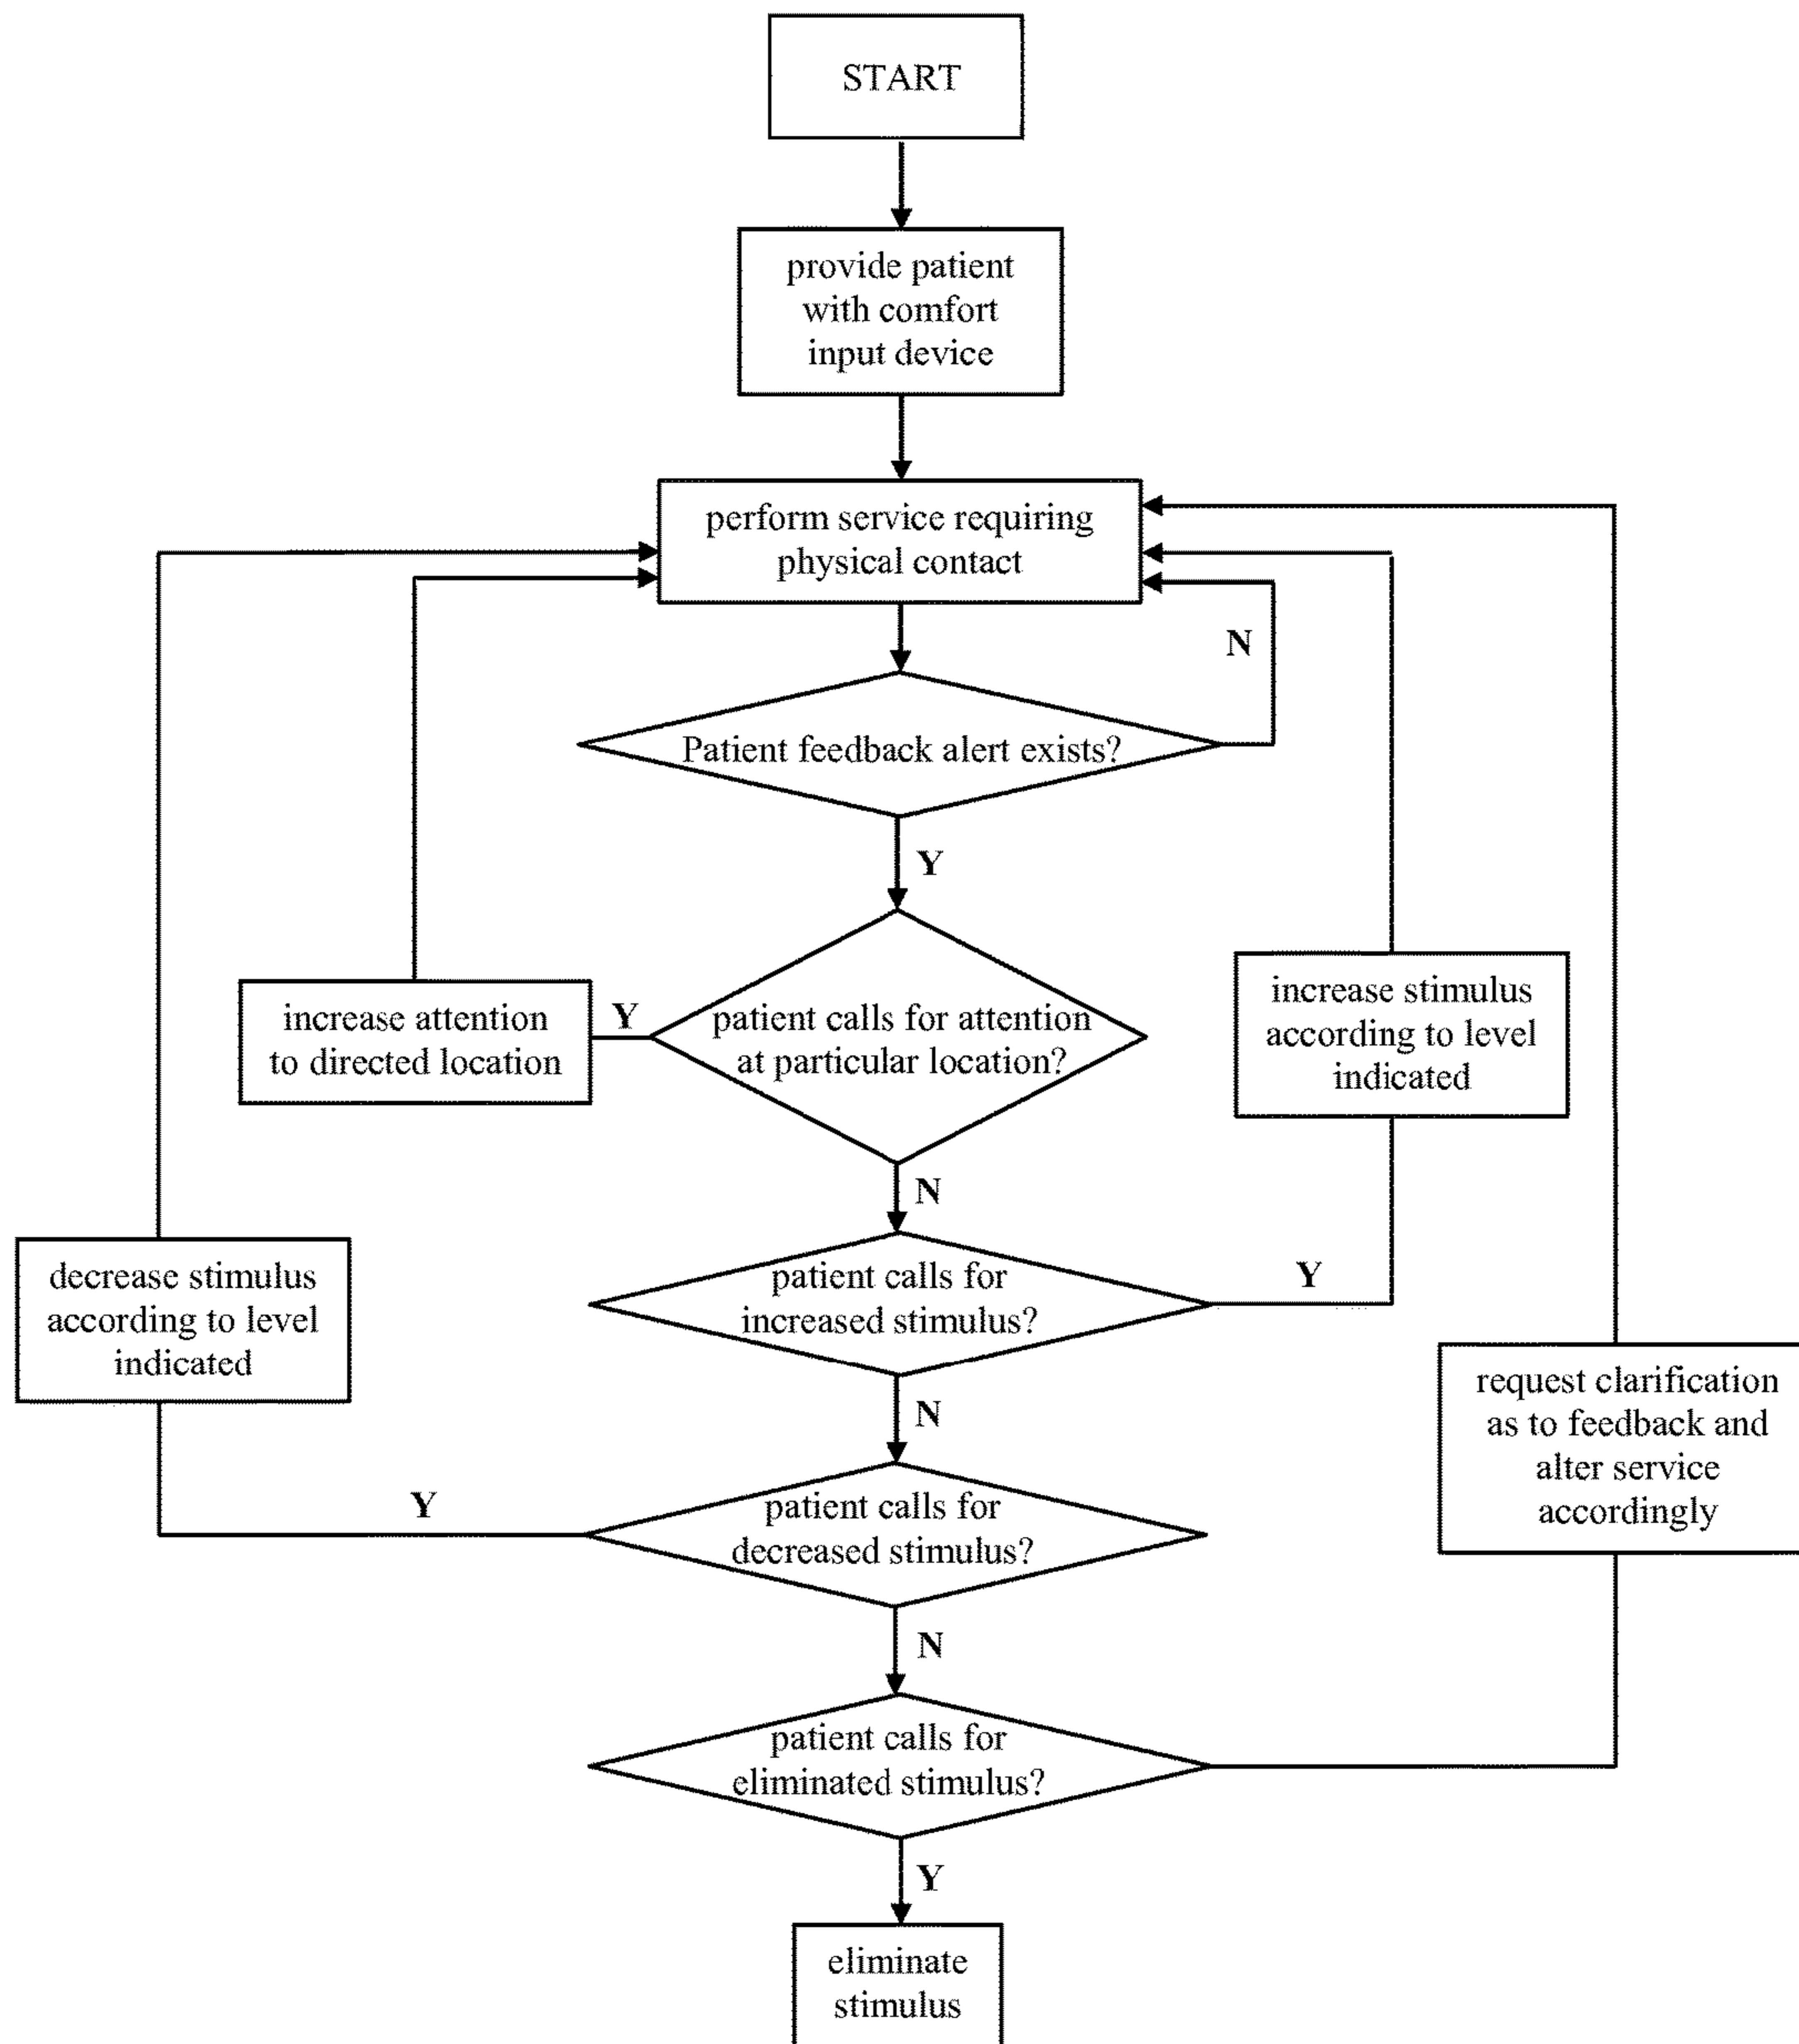 START
provide patient
with comfort
input device
perform service requiring
physical contact
N
Patient feedback alert exists?
Y
increase attention
to directed location
Y
patient calls for attention
at particular location?
increase stimulus
according to level
indicated
N
decrease stimulus
according to level
indicated
patient calls for
increased stimulus?
Y
N
request clarification
as to feedback and
alter service
accordingly
Y
patient calls for
decreased stimulus?
N
patient calls for
eliminated stimulus?
Y
eliminate
stimulus